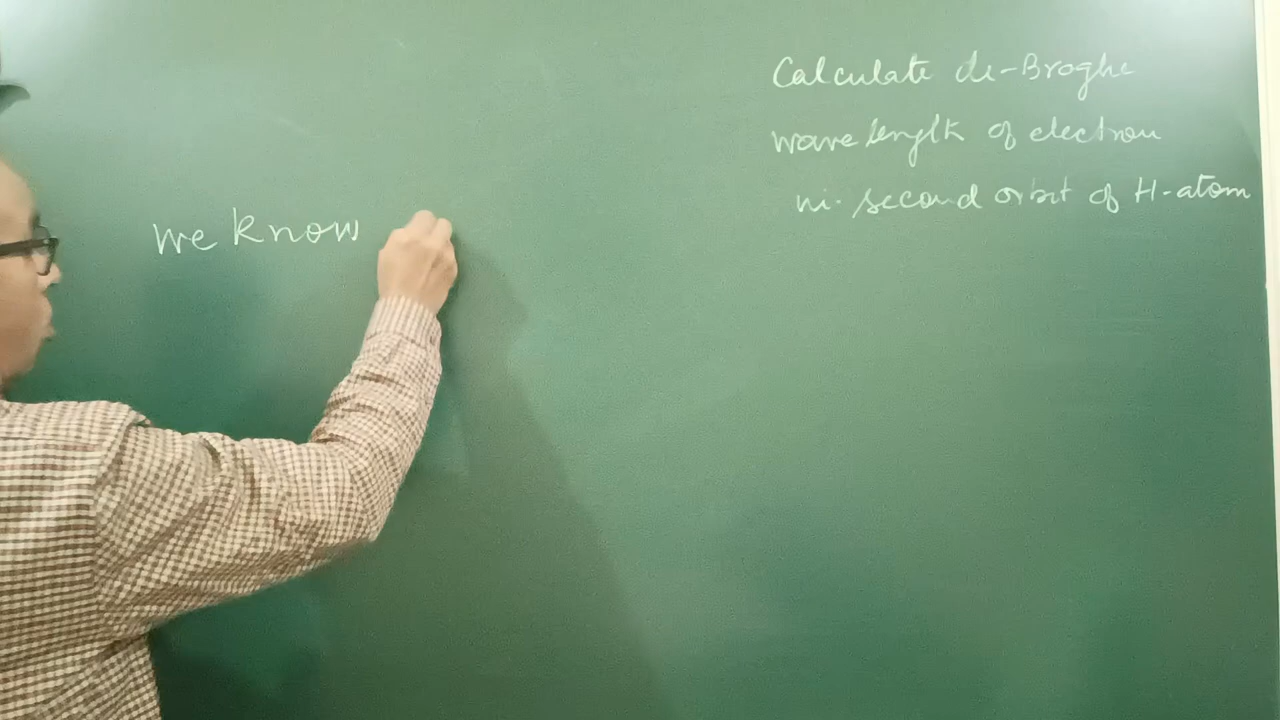 Calculate de-Broglie
wavelength of electron
in second orbit of H-atom
we know